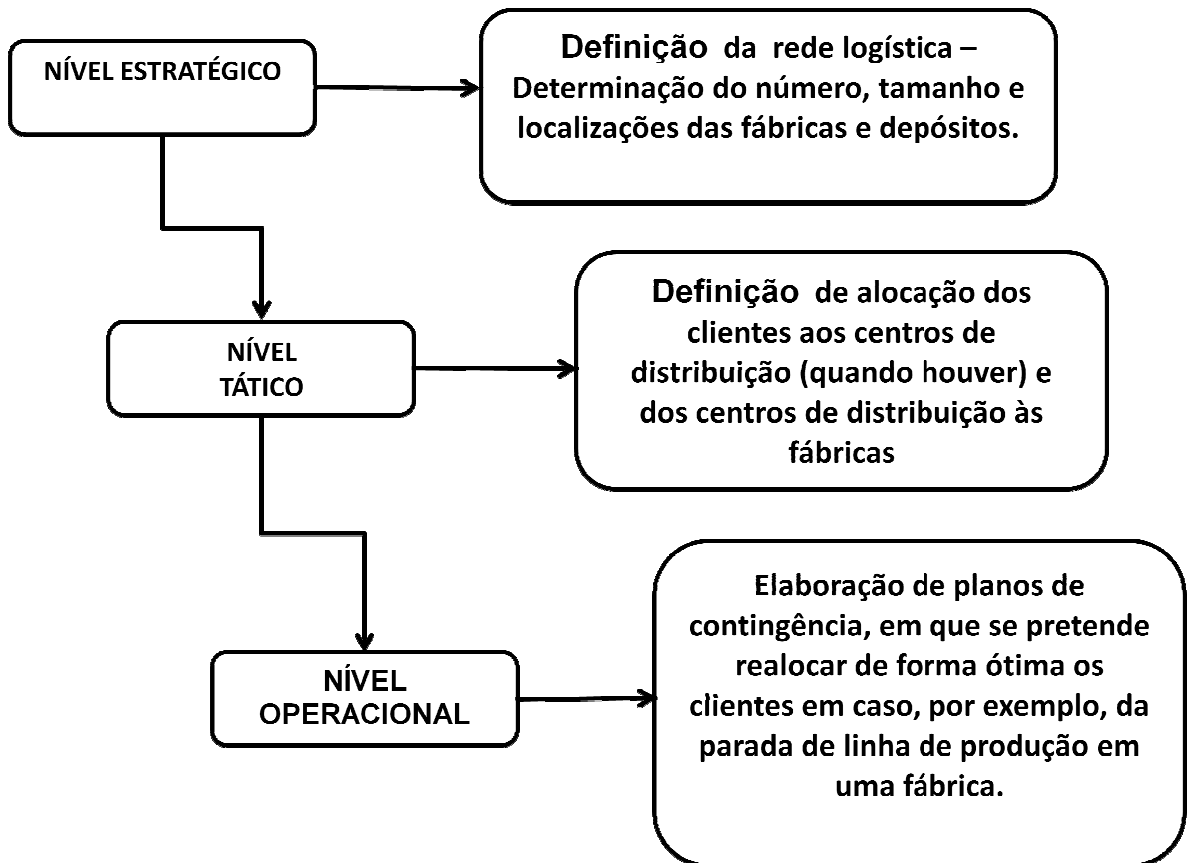 NÍVEL ESTRATÉGICO
Definição da rede logística –
Determinação do número, tamanho e
localizações das fábricas e depósitos.
NÍVEL
TÁTICO
Definição de alocação dos
clientes aos centros de
distribuição (quando houver) e
dos centros de distribuição às
fábricas
NÍVEL
OPERACIONAL
Elaboração de planos de
contingência, em que se pretende
realocar de forma ótima os
clientes em caso, por exemplo, da
parada de linha de produção em
uma fábrica.